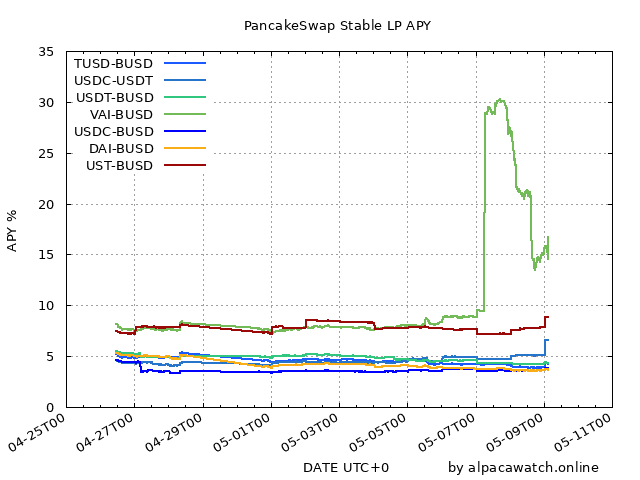 PancakeSwap Stable LP APY
APY %
35
30
25
20
15
10
5
0
TUSD-BUSD
USDC-USDT
USDT-BUSD
VAI-BUSD
USDC-BUSD
DAI-BUSD
UST-BUSD
04-25T00
04-27T00
04-29T00
05-01T00
05-03T00
05-05T00
05-07T00
05-09T00
05-11T00
DATE UTC+0
by alpacawatch.online